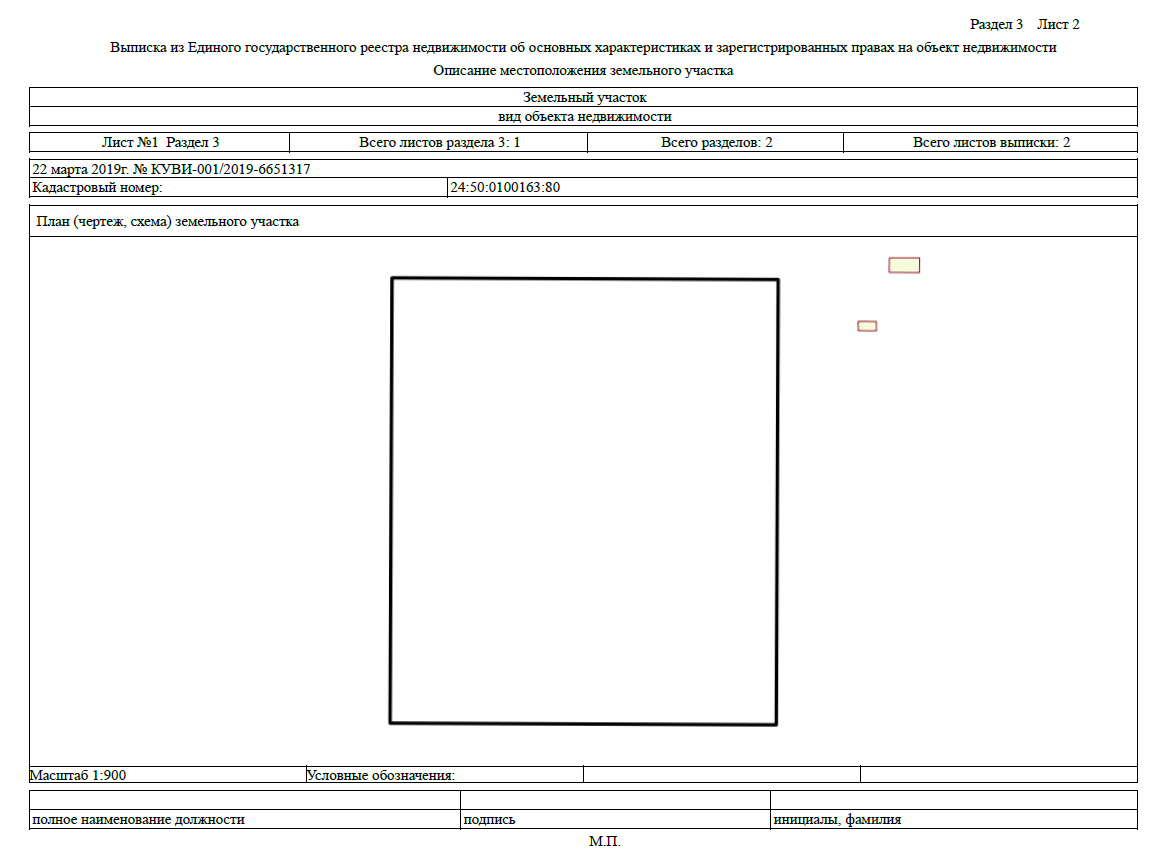 Раздел 3 Лист 2
Выписка из Единого государственного реестра недвижимости об основных характеристиках и зарегистрированных правах на объект недвижимости
Описание местоположения земельного участка
Земельный участок
вид объекта недвижимости
Лист №1 Раздел 3 Всего листов раздела 3: 1 Всего разделов: 2 Всего листов выписки: 2
22 марта 2019г. № КУВИ-001/2019-6651317
Кадастровый номер: 24:50:0100163:80
План (чертеж, схема) земельного участка
Масштаб 1:900 Условные обозначения:
полное наименование должности подпись инициалы, фамилия
М.П.